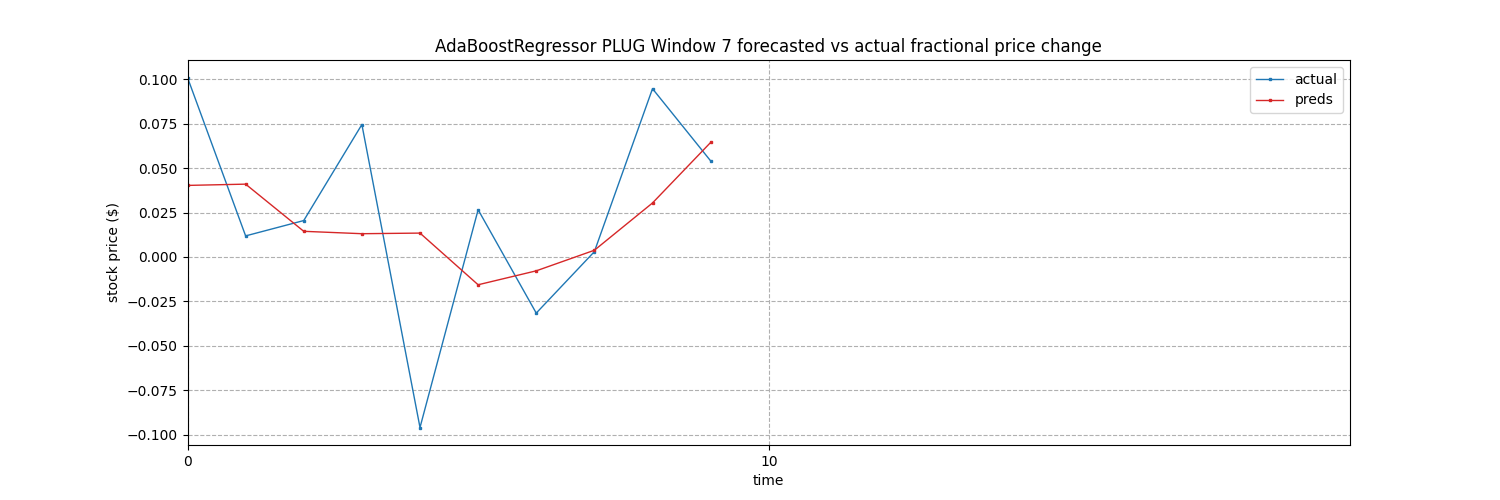 AdaBoostRegressor PLUG Window 7 forecasted vs actual fractional price change
actual
preds
0.100
0.075
0.050
0.025
0.000
−0.025
−0.050
−0.075
−0.100
stock price ($)
0
10
time